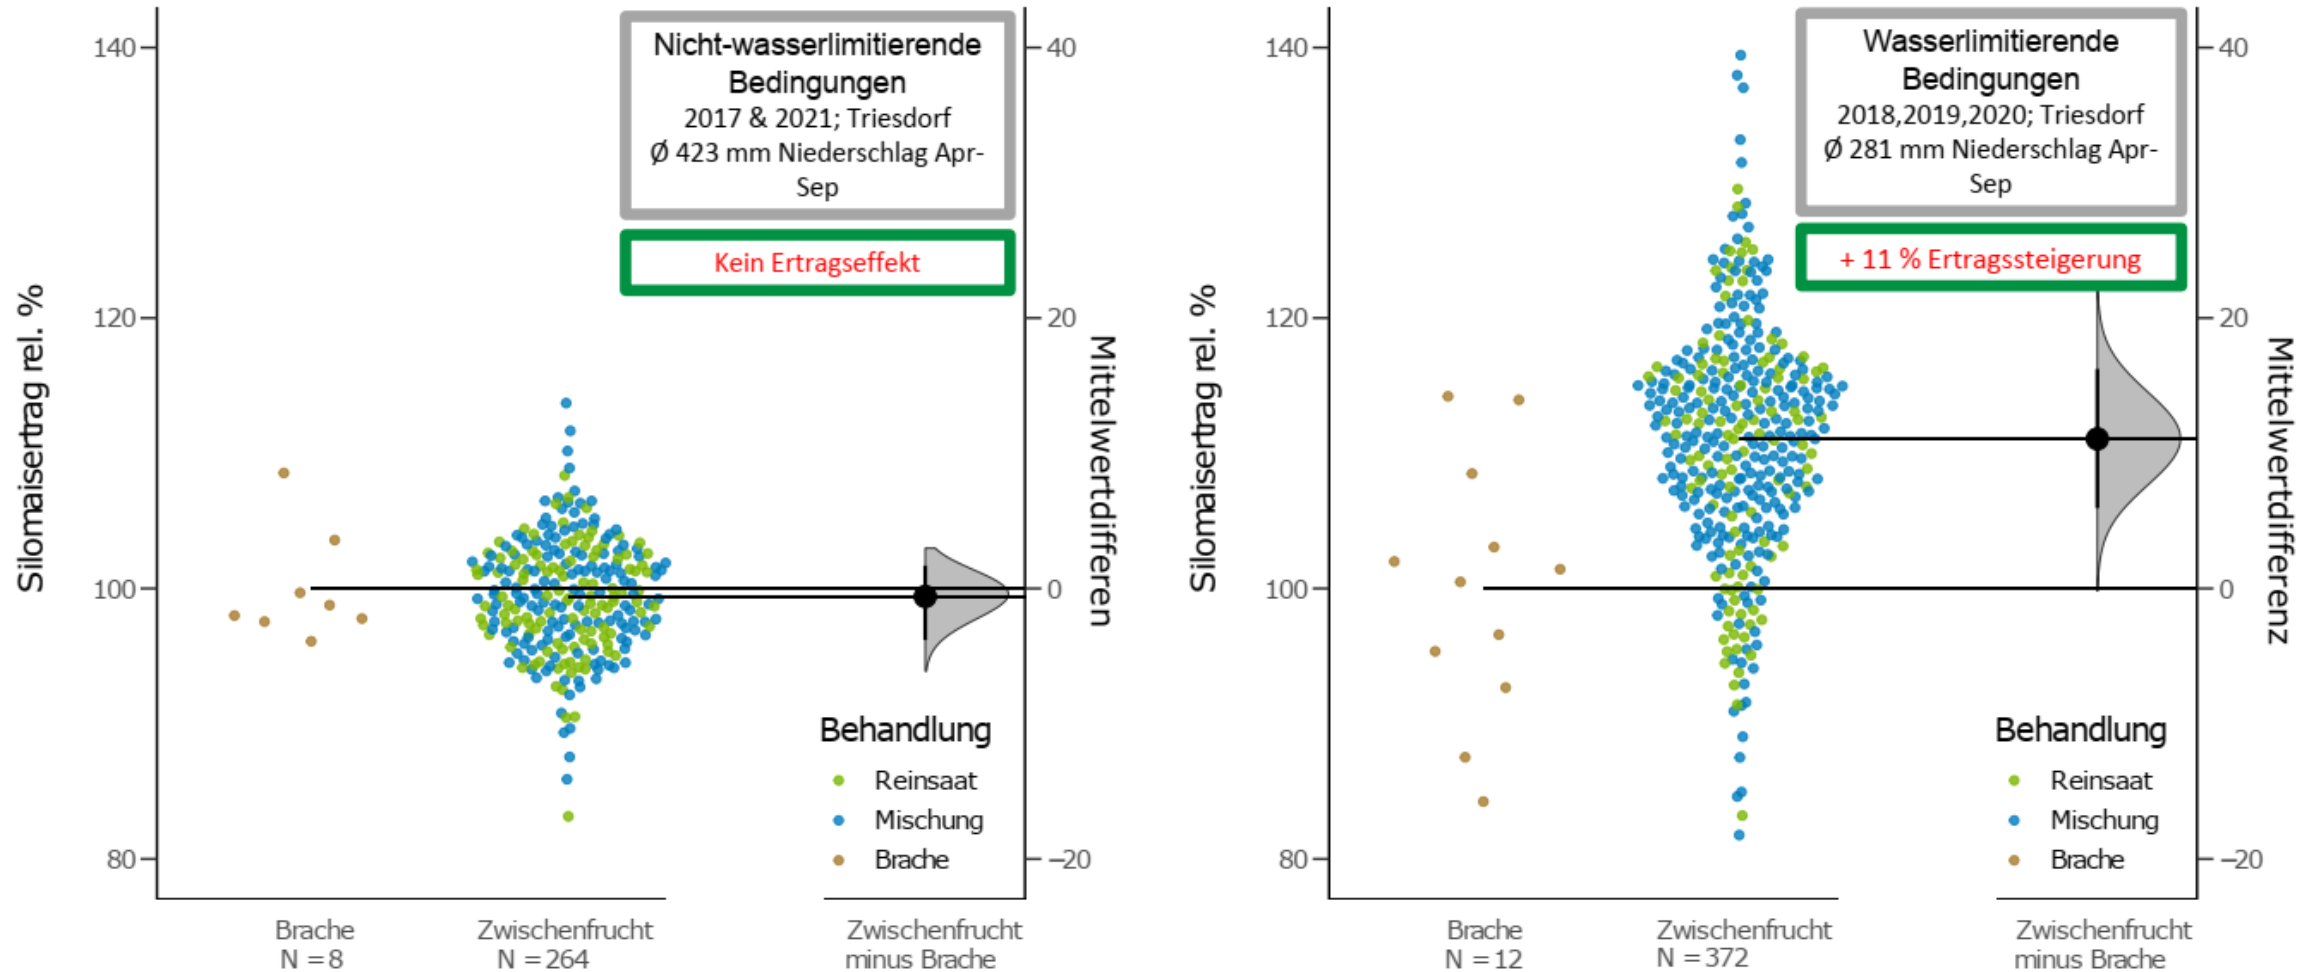 Nicht-wasserlimitierende
Bedingungen
2017 & 2021; Triesdorf
Ø 423 mm Niederschlag Apr-
Sep
Kein Ertragseffekt
Silomaisertrag rel. %
140
120
100
80
40
20
0
−20
Mittelwertdifferen
Behandlung
Reinsaat
Mischung
Brache
Brache
N = 8
Zwischenfrucht
N = 264
Zwischenfrucht
minus Brache
Wasserlimitierende
Bedingungen
2018,2019,2020; Triesdorf
Ø 281 mm Niederschlag Apr-
Sep
+ 11 % Ertragssteigerung
Silomaisertrag rel. %
140
120
100
80
40
20
0
−20
Mittelwertdifferenz
Behandlung
Reinsaat
Mischung
Brache
Brache
N = 12
Zwischenfrucht
N = 372
Zwischenfrucht
minus Brache